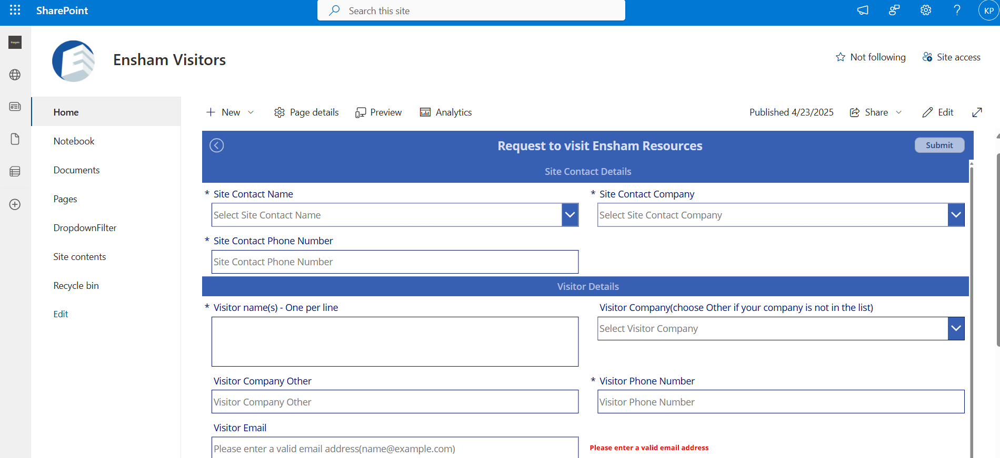 SharePoint
Search this site
KP
Ensham Visitors
Not following
Site access
Home
Notebook
Documents
Pages
DropdownFilter
Site contents
Recycle bin
Edit
New
Page details
Preview
Analytics
Published 4/23/2025
Share
Edit
Request to visit Ensham Resources
Submit
Site Contact Details
* Site Contact Name
Select Site Contact Name
* Site Contact Company
Select Site Contact Company
* Site Contact Phone Number
Site Contact Phone Number
Visitor Details
* Visitor name(s) - One per line
Visitor Company(choose Other if your company is not in the list)
Select Visitor Company
Visitor Company Other
Visitor Company Other
* Visitor Phone Number
Visitor Phone Number
Visitor Email
Please enter a valid email address(name@example.com)
Please enter a valid email address